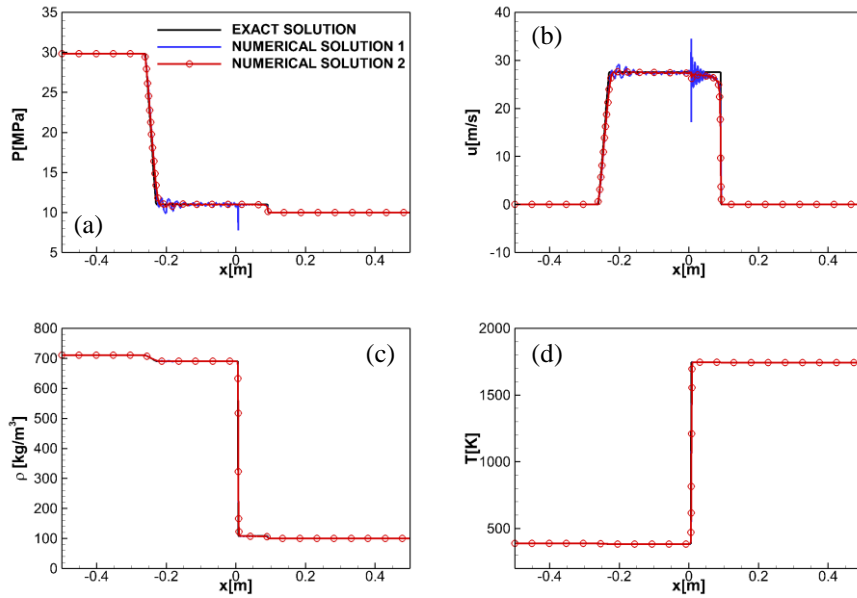 35
30
25
20
15
10
5
P[MPa]
EXACT SOLUTION
NUMERICAL SOLUTION 1
NUMERICAL SOLUTION 2
(a)
-0.4 -0.2 0 0.2 0.4
x[m]
40
30
20
10
0
-10
u[m/s]
(b)
-0.4 -0.2 0 0.2 0.4
x[m]
800
700
600
500
400
300
200
100
0
ρ [kg/m³]
(c)
-0.4 -0.2 0 0.2 0.4
x[m]
2000
1500
1000
500
T[K]
(d)
-0.4 -0.2 0 0.2 0.4
x[m]